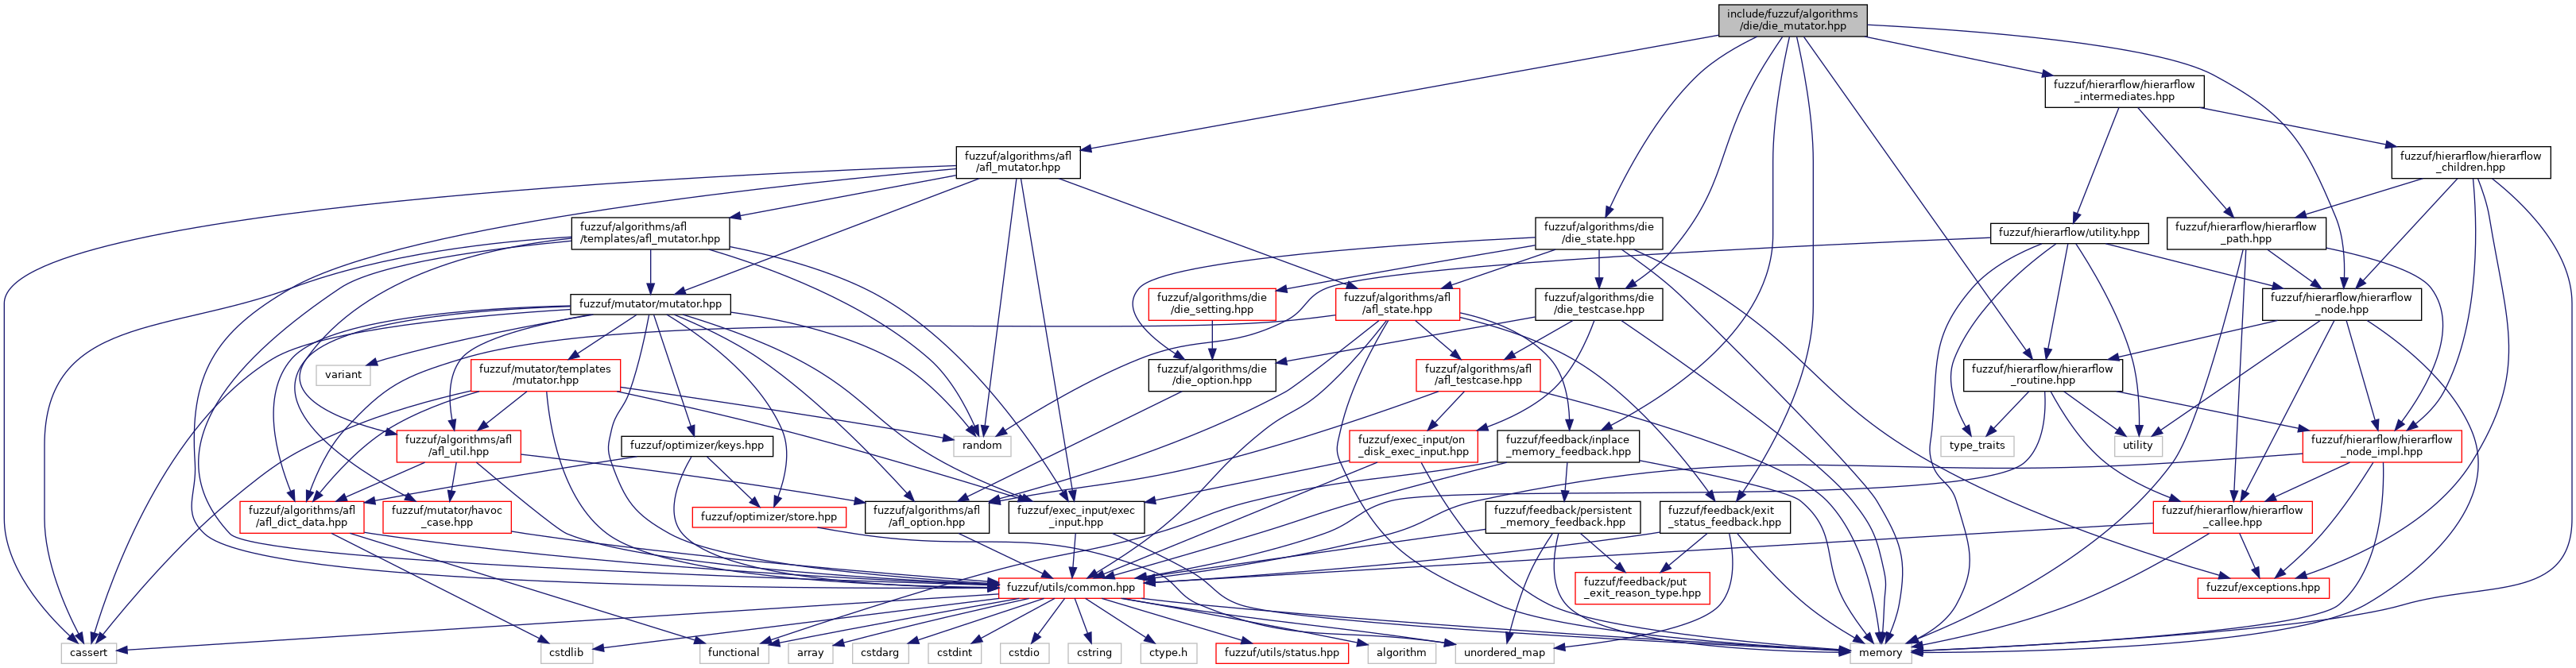 include/fuzzuf/algorithms
/die/die_mutator.hpp
fuzzuf/hierarflow/hierarflow
_intermediates.hpp
fuzzuf/algorithms/afl
/afl_mutator.hpp
fuzzuf/hierarflow/hierarflow
_children.hpp
fuzzuf/algorithms/afl
/templates/afl_mutator.hpp
fuzzuf/algorithms/die
/die_state.hpp
fuzzuf/hierarflow/utility.hpp
fuzzuf/hierarflow/hierarflow
_path.hpp
fuzzuf/mutator/mutator.hpp
fuzzuf/algorithms/die
/die_setting.hpp
fuzzuf/algorithms/afl
/afl_state.hpp
fuzzuf/algorithms/die
/die_testcase.hpp
fuzzuf/hierarflow/hierarflow
_node.hpp
variant
fuzzuf/mutator/templates
/mutator.hpp
fuzzuf/algorithms/die
/die_option.hpp
fuzzuf/algorithms/afl
/afl_testcase.hpp
fuzzuf/hierarflow/hierarflow
_routine.hpp
fuzzuf/algorithms/afl
/afl_util.hpp
fuzzuf/optimizer/keys.hpp
random
fuzzuf/exec_input/on
_disk_exec_input.hpp
fuzzuf/feedback/inplace
_memory_feedback.hpp
type_traits
utility
fuzzuf/hierarflow/hierarflow
_node_impl.hpp
fuzzuf/algorithms/afl
/afl_dict_data.hpp
fuzzuf/mutator/havoc
_case.hpp
fuzzuf/optimizer/store.hpp
fuzzuf/algorithms/afl
/afl_option.hpp
fuzzuf/exec_input/exec
_input.hpp
fuzzuf/feedback/persistent
_memory_feedback.hpp
fuzzuf/feedback/exit
_status_feedback.hpp
fuzzuf/hierarflow/hierarflow
_callee.hpp
fuzzuf/utils/common.hpp
fuzzuf/feedback/put
_exit_reason_type.hpp
fuzzuf/exceptions.hpp
cassert
cstdlib
functional
array
cstdarg
cstdint
cstdio
cstring
ctype.h
fuzzuf/utils/status.hpp
algorithm
unordered_map
memory